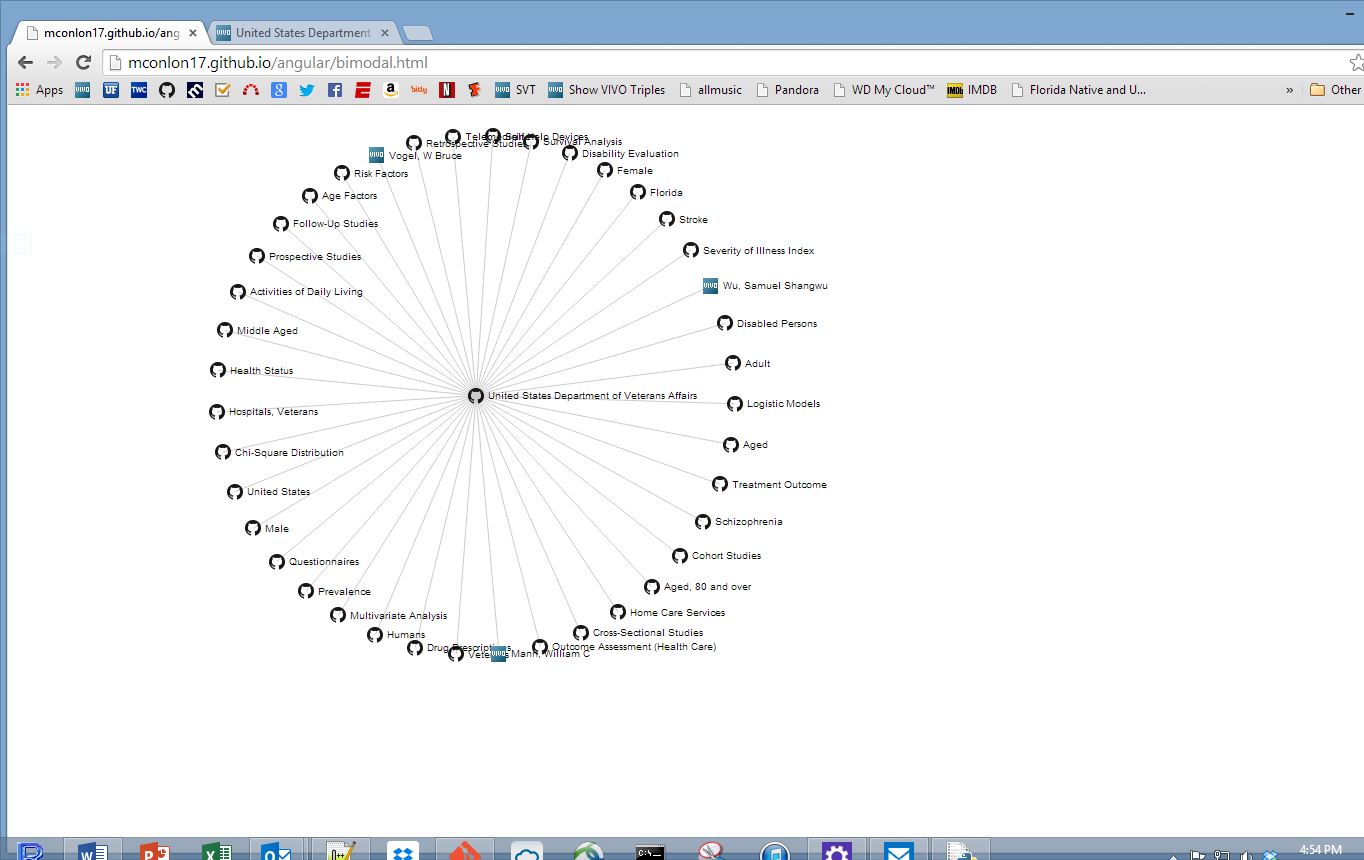 mconlon17.github.io/ang
United States Department
mconlon17.github.io/angular/bimodal.html
Apps
SVT
Show VIVO Triples
allmusic
Pandora
WD My Cloud™
IMDB
Florida Native and U...
»
Other
Telemedicine
Self-Help Devices
Retrospective Studies
Survival Analysis
Vogel, W Bruce
Disability Evaluation
Risk Factors
Female
Age Factors
Florida
Follow-Up Studies
Stroke
Prospective Studies
Severity of Illness Index
Activities of Daily Living
Wu, Samuel Shangwu
Middle Aged
Disabled Persons
Health Status
Adult
United States Department of Veterans Affairs
Hospitals, Veterans
Logistic Models
Chi-Square Distribution
Aged
United States
Treatment Outcome
Male
Schizophrenia
Questionnaires
Cohort Studies
Prevalence
Aged, 80 and over
Multivariate Analysis
Home Care Services
Humans
Cross-Sectional Studies
Drug Prescriptions
Outcome Assessment (Health Care)
Veterans
Mann, William C
4:54 PM